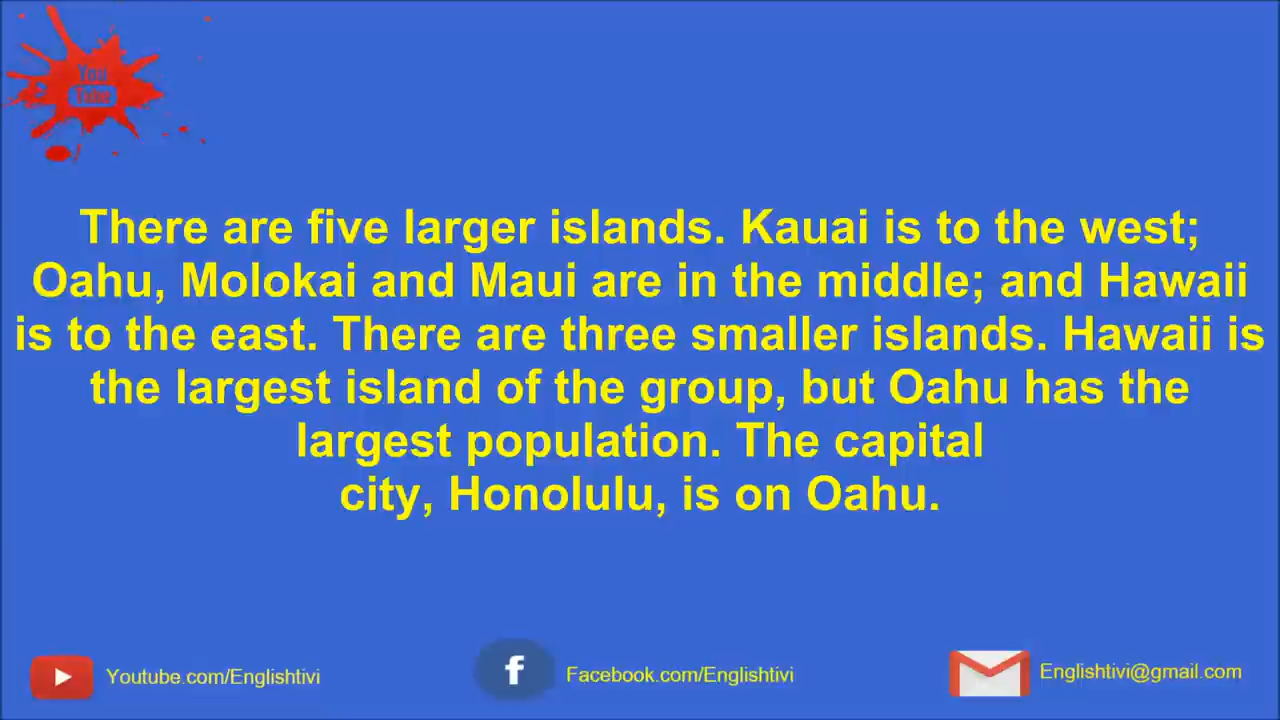 You
Tube
There are five larger islands. Kauai is to the west;
Oahu, Molokai and Maui are in the middle; and Hawaii
is to the east. There are three smaller islands. Hawaii is
the largest island of the group, but Oahu has the
largest population. The capital
city, Honolulu, is on Oahu.
Youtube.com/Englishtivi
f
Facebook.com/Englishtivi
Englishtivi@gmail.com